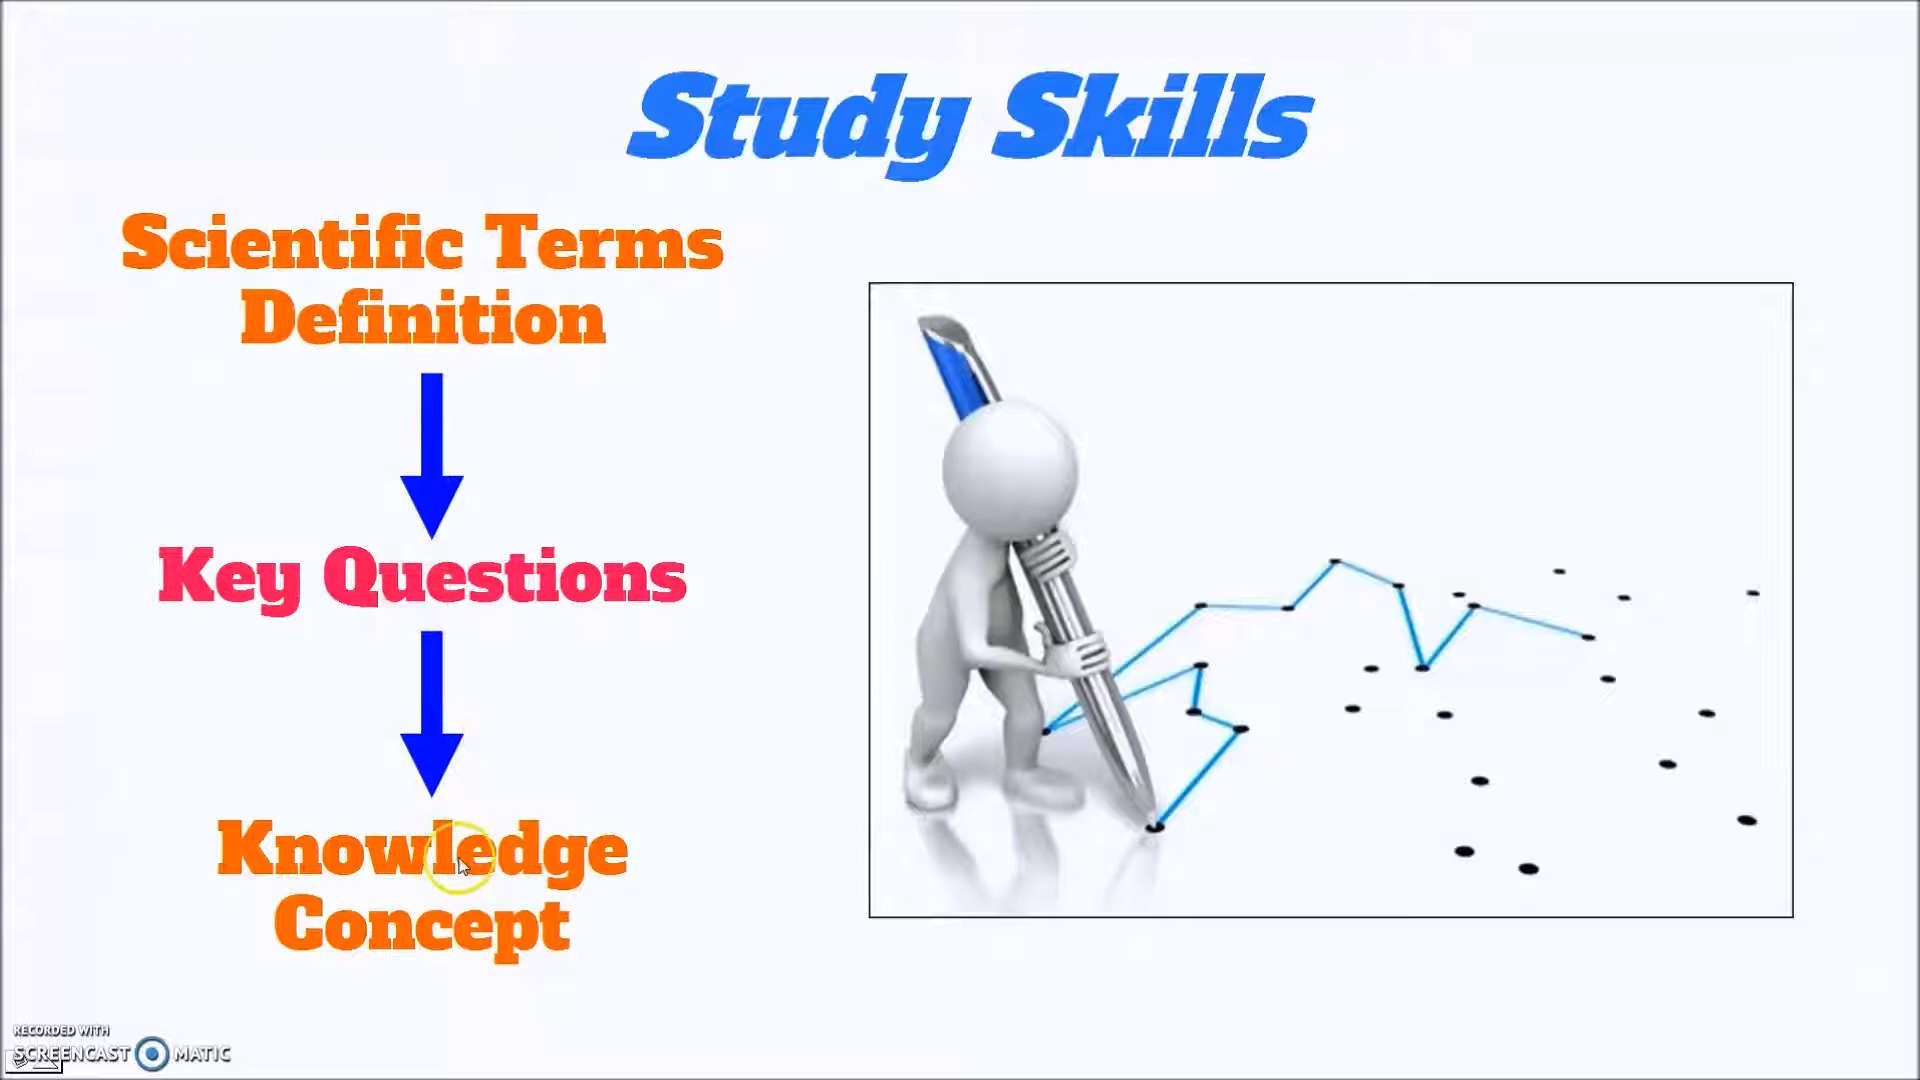 Study Skills
Scientific Terms
Definition
Key Questions
Knowledge
Concept
RECORDED WITH
SCREENCAST MATIC